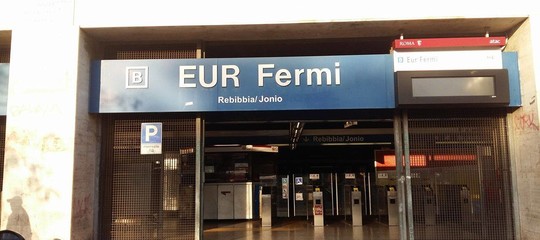 B EUR Fermi
Rebibbia/Jonio
ROMA atac
B Eur Fermi
P
Rebibbia/Jonio